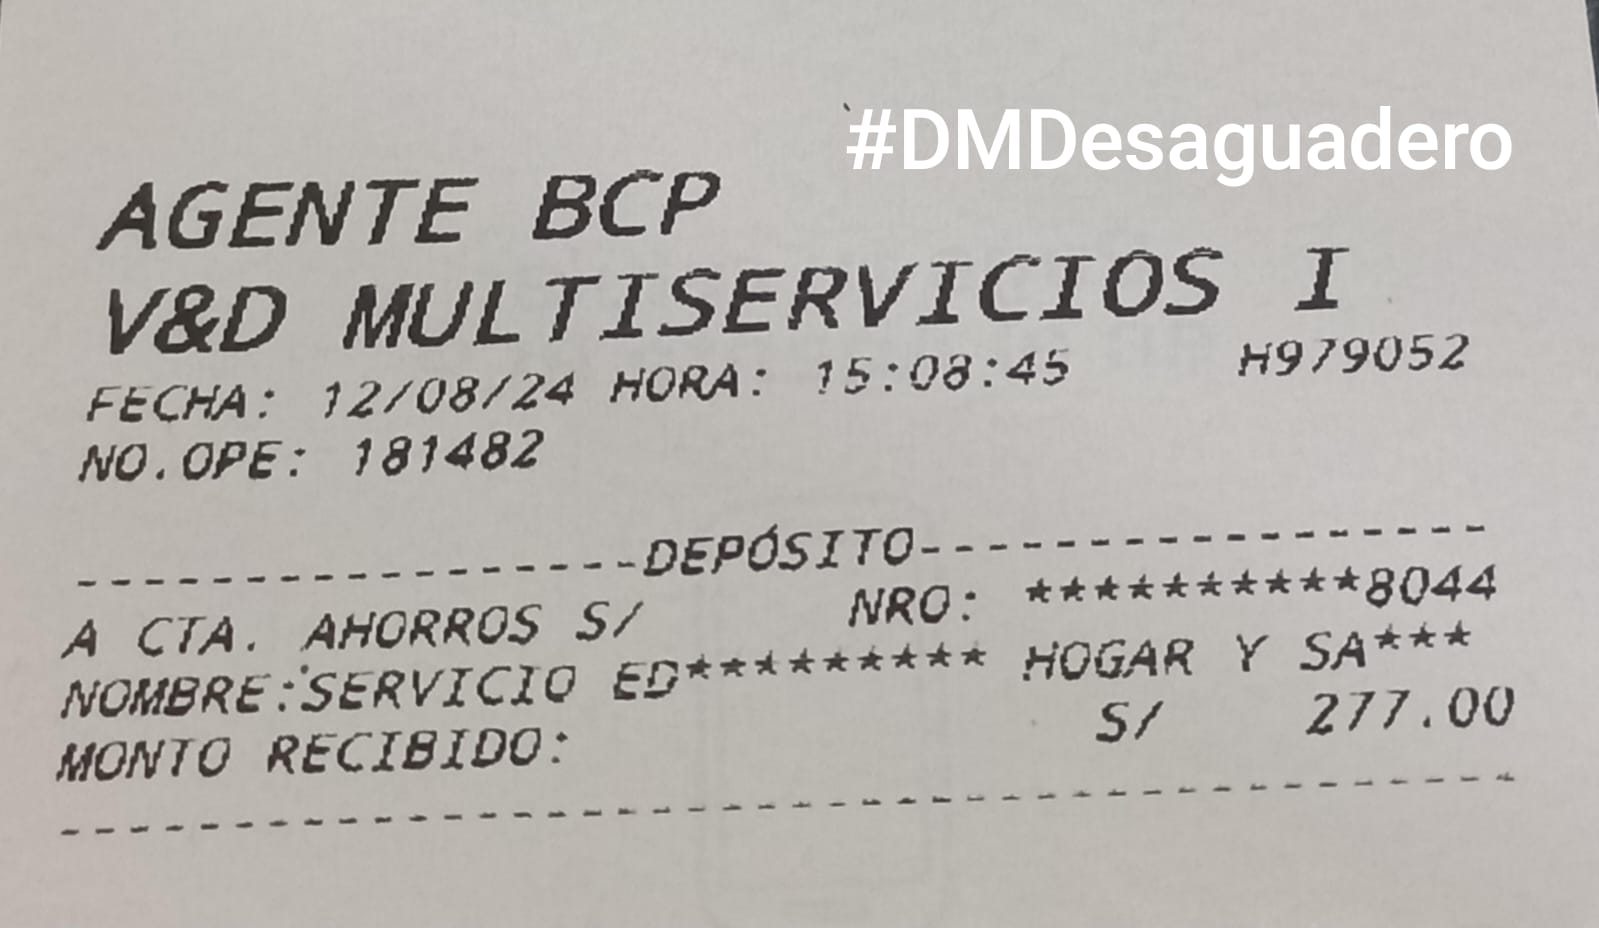 #DMDesaguadero
AGENTE BCP
V&D MULTISERVICIOS I
FECHA: 12/08/24 HORA: 15:08:45 H979052
NO.OPE: 181482
-----------------DEPÓSITO-----------------
A CTA. AHORROS S/ NRO: **********8044
NOMBRE:SERVICIO ED********* HOGAR Y SA***
MONTO RECIBIDO: S/ 277.00
------------------------------------------